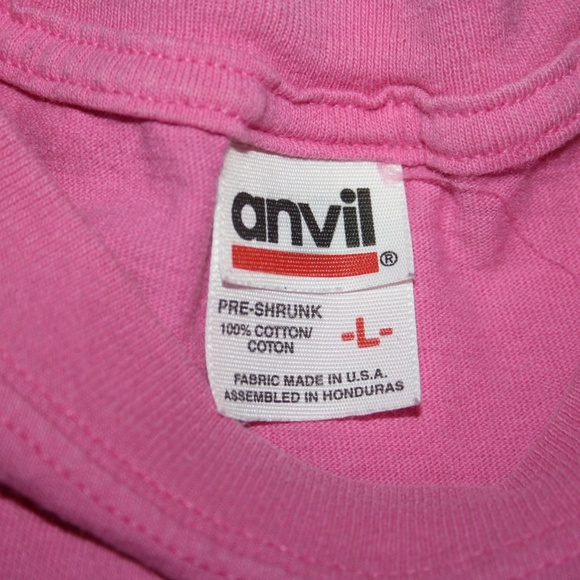 anvil®
PRE-SHRUNK
100% COTTON/
COTON
-L-
FABRIC MADE IN U.S.A.
ASSEMBLED IN HONDURAS